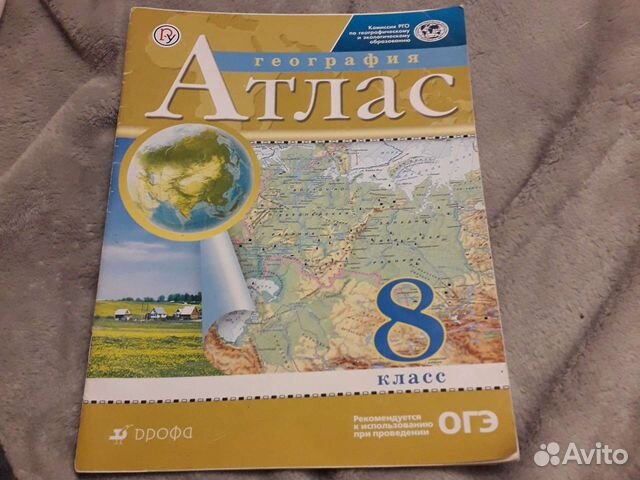 Комиссия РГО
по географическому
и экологическому
образованию
география
Атлас
8
класс
Рекомендуется
к использованию
при проведении
ОГЭ
дрофа
Avito